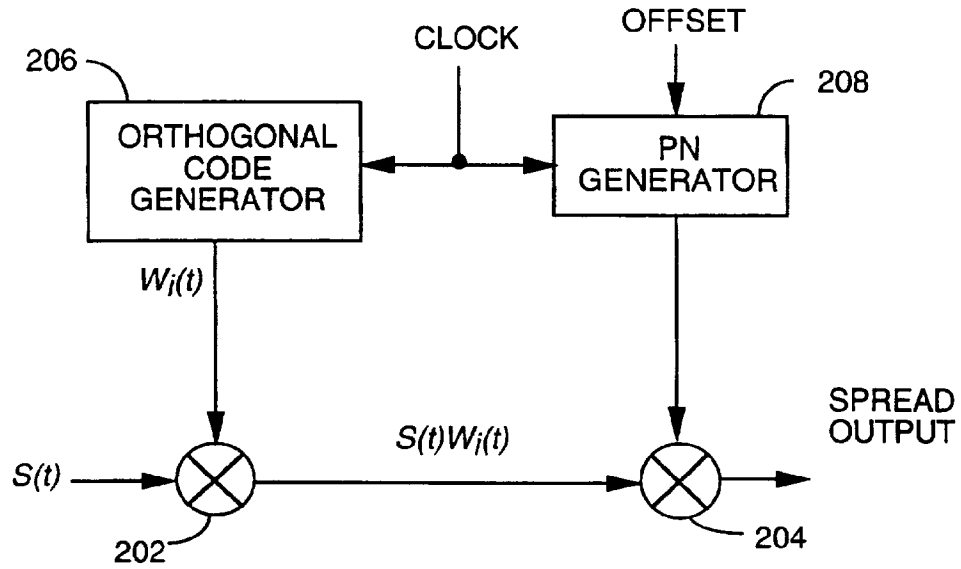 OFFSET
CLOCK
206
208
ORTHOGONAL
CODE
GENERATOR
PN
GENERATOR
Wi(t)
SPREAD
OUTPUT
S(t)Wi(t)
S(t)
202
204